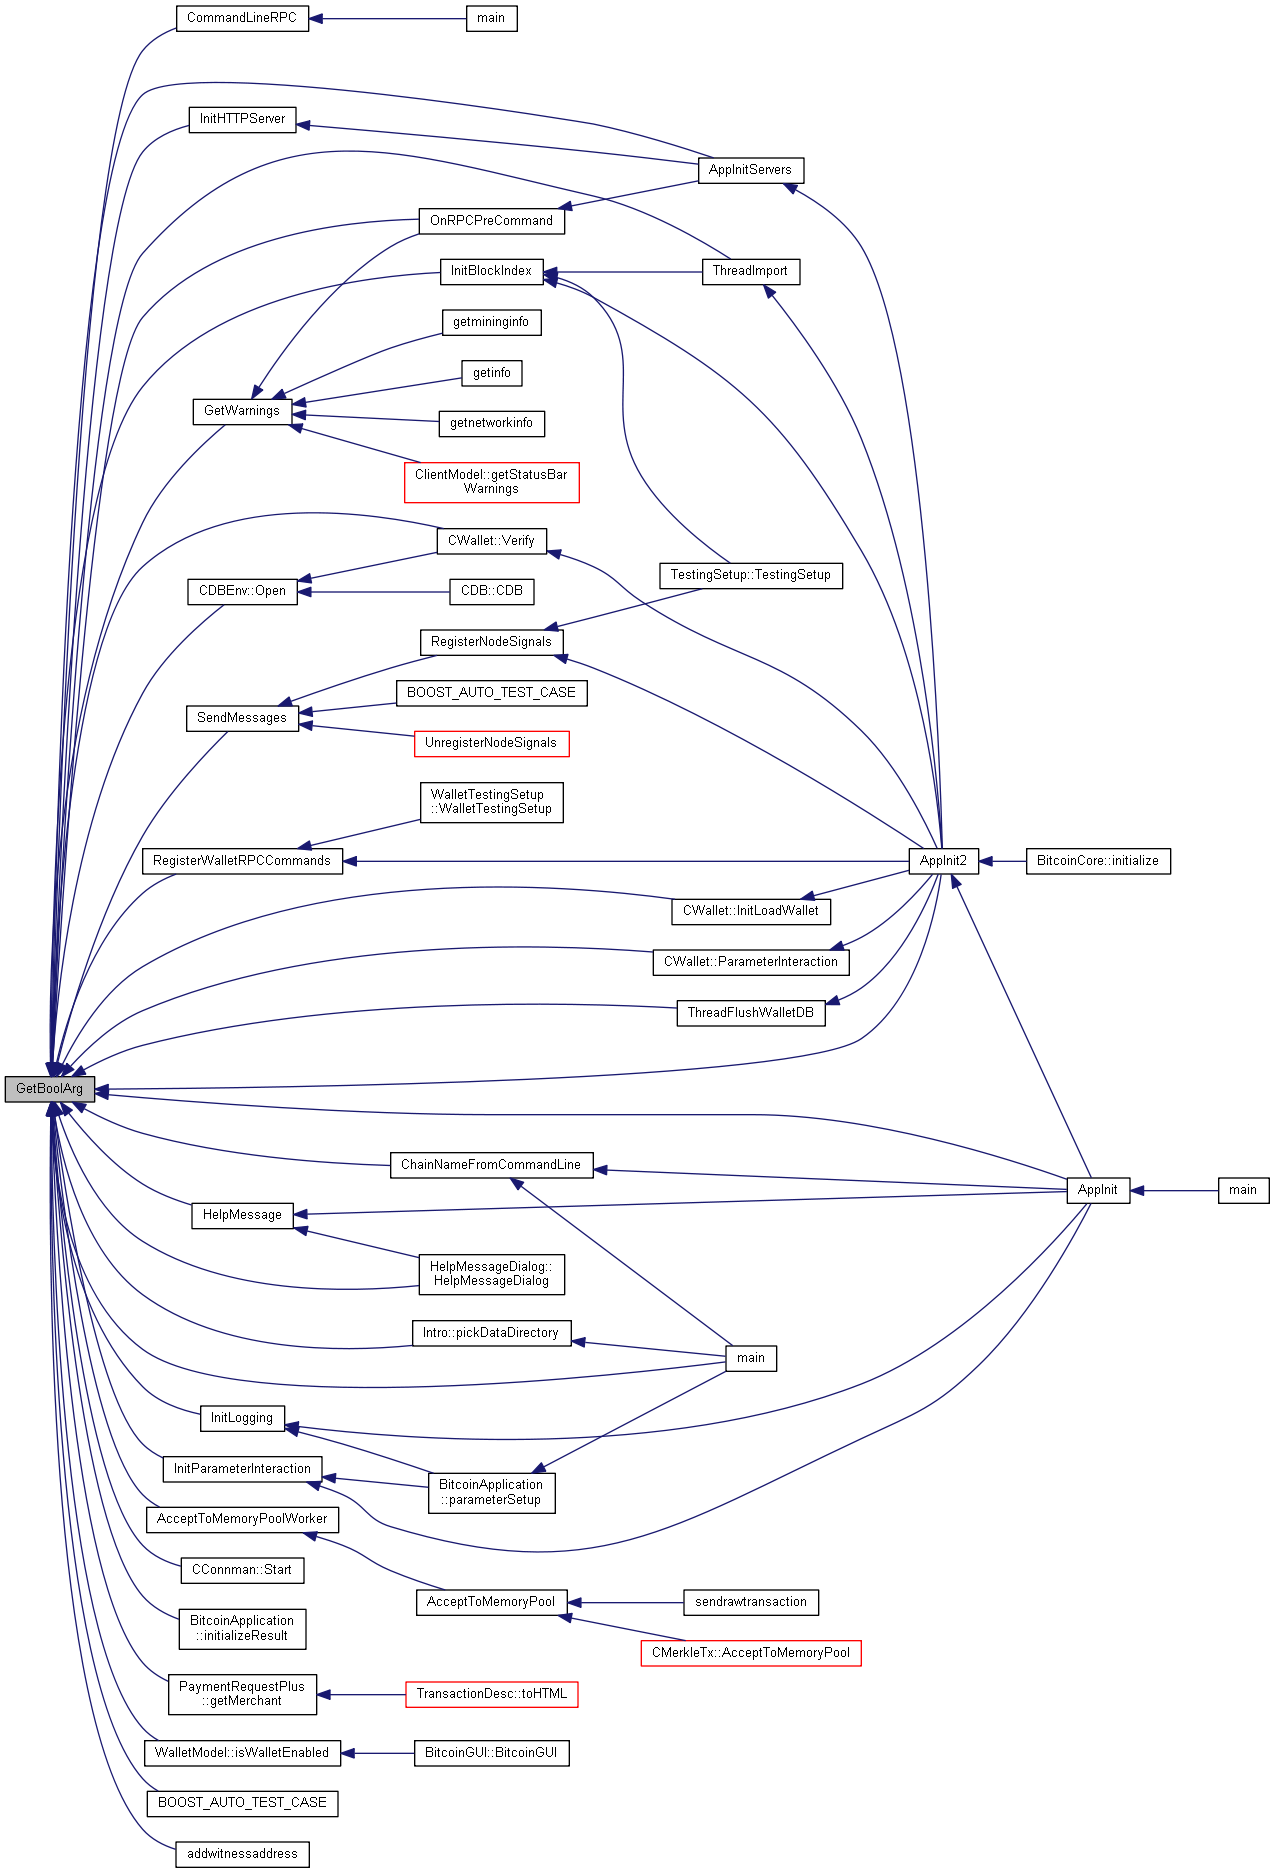 CommandLineRPC
main
InitHTTPServer
AppInitServers
OnRPCPreCommand
InitBlockIndex
ThreadImport
getmininginfo
getinfo
GetWarnings
getnetworkinfo
ClientModel::getStatusBar
Warnings
CWallet::Verify
TestingSetup::TestingSetup
CDBEnv::Open
CDB::CDB
RegisterNodeSignals
BOOST_AUTO_TEST_CASE
SendMessages
UnregisterNodeSignals
WalletTestingSetup
::WalletTestingSetup
RegisterWalletRPCCommands
AppInit2
BitcoinCore::initialize
CWallet::InitLoadWallet
CWallet::ParameterInteraction
ThreadFlushWalletDB
GetBoolArg
ChainNameFromCommandLine
AppInit
main
HelpMessage
HelpMessageDialog::
HelpMessageDialog
Intro::pickDataDirectory
main
InitLogging
InitParameterInteraction
BitcoinApplication
::parameterSetup
AcceptToMemoryPoolWorker
CConnman::Start
AcceptToMemoryPool
sendrawtransaction
BitcoinApplication
::initializeResult
CMerkleTx::AcceptToMemoryPool
PaymentRequestPlus
::getMerchant
TransactionDesc::toHTML
WalletModel::isWalletEnabled
BitcoinGUI::BitcoinGUI
BOOST_AUTO_TEST_CASE
addwitnessaddress